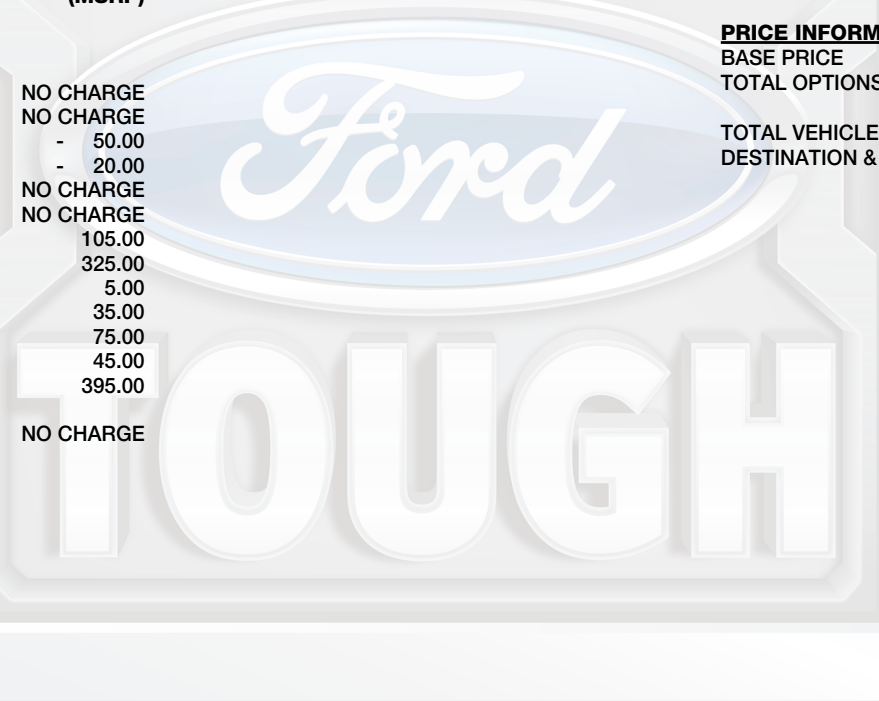 (MSRP)
NO CHARGE
NO CHARGE
- 50.00
- 20.00
NO CHARGE
NO CHARGE
105.00
325.00
5.00
35.00
75.00
45.00
395.00
NO CHARGE
PRICE INFORM
BASE PRICE
TOTAL OPTIONS
TOTAL VEHICLE
DESTINATION &
Ford
TOUGH